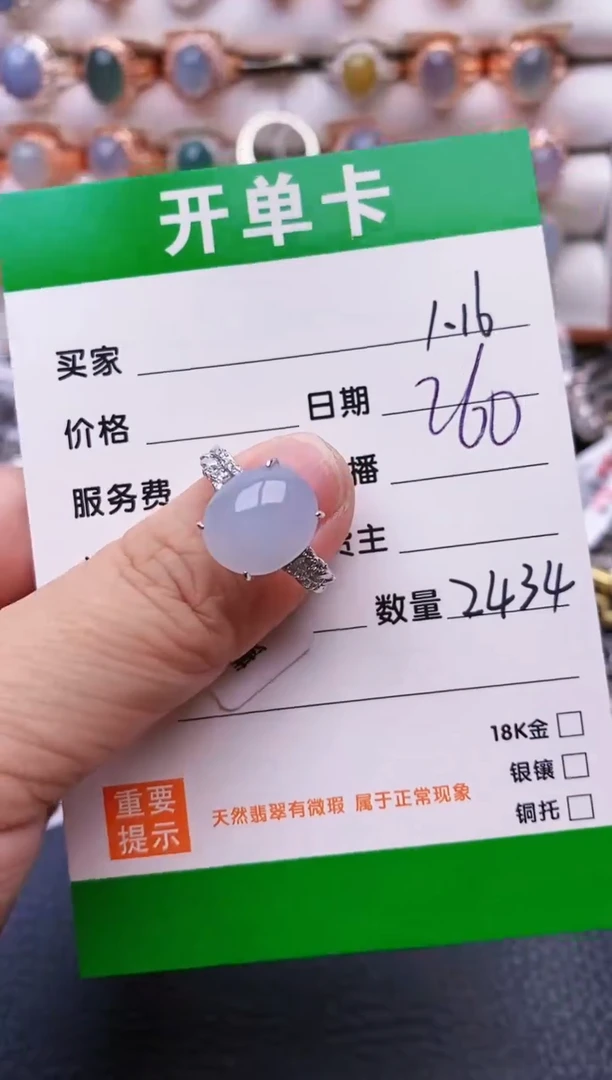 开单卡
1.16
买家
价格 日期 260
服务费 播
主
数量 2434
18K金
银镶
铜托
重要提示 天然翡翠有微瑕 属于正常现象